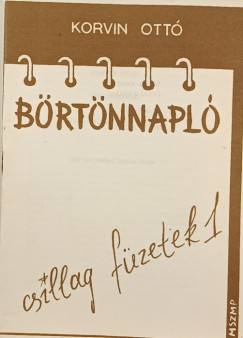 KORVIN OTTÓ
BÖRTÖNNAPLÓ
csillag füzetek 1
MSZMP